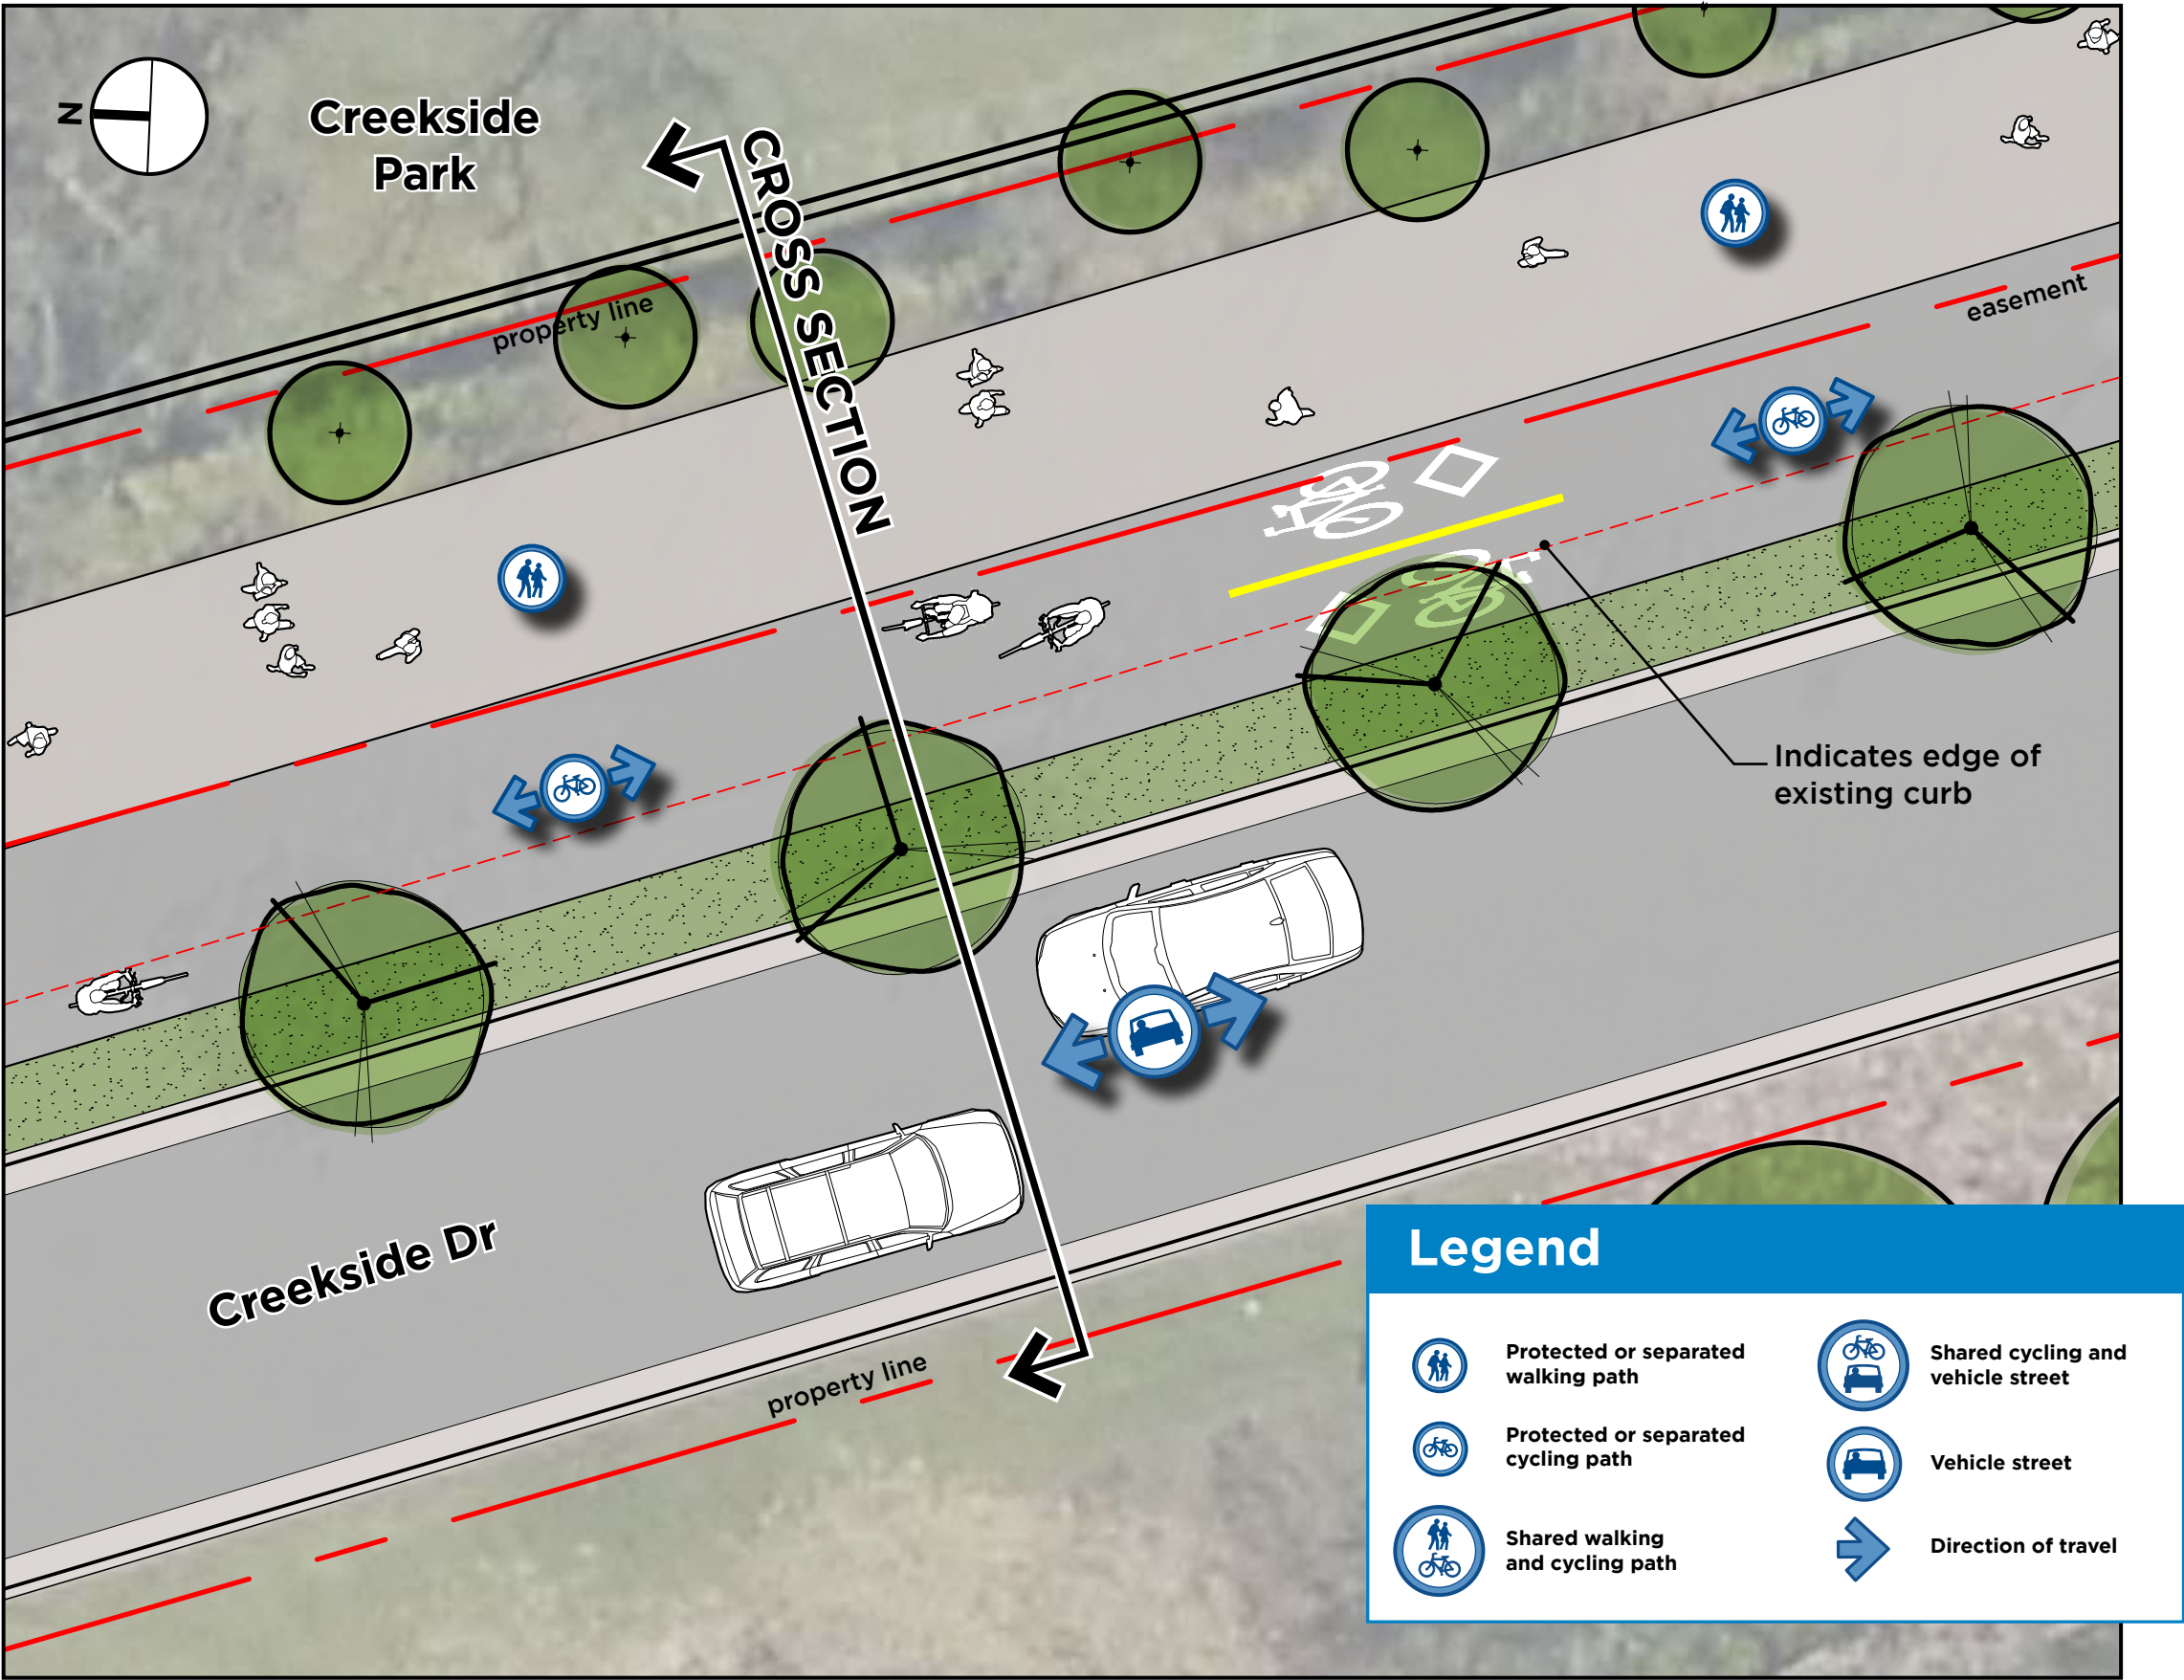 N
Creekside
Park
CROSS SECTION
property line
easement
Indicates edge of
existing curb
Creekside Dr
property line
Legend
Protected or separated
walking path
Protected or separated
cycling path
Shared walking
and cycling path
Shared cycling and
vehicle street
Vehicle street
Direction of travel